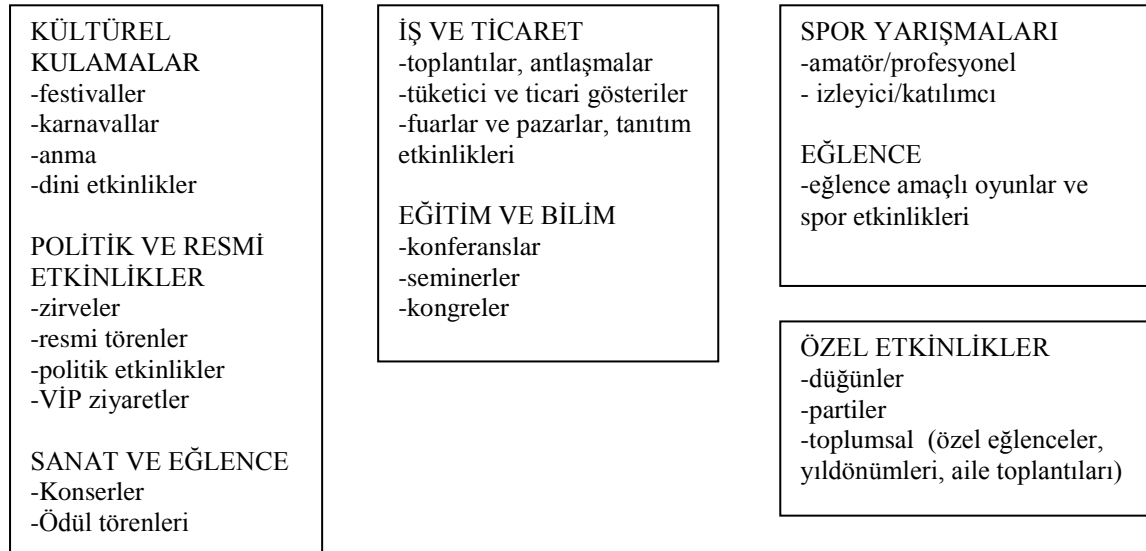 KÜLTÜREL
KULAMALAR
-festivaller
-karnavallar
-anma
-dini etkinlikler
POLİTİK VE RESMİ
ETKİNLİKLER
-zirveler
-resmi törenler
-politik etkinlikler
-VİP ziyaretler
SANAT VE EĞLENCE
-Konserler
-Ödül törenleri
İŞ VE TİCARET
-toplantılar, antlaşmalar
-tüketici ve ticari gösteriler
-fuarlar ve pazarlar, tanıtım
etkinlikleri
EĞİTİM VE BİLİM
-konferanslar
-seminerler
-kongreler
SPOR YARIŞMALARI
-amatör/profesyonel
- izleyici/katılımcı
EĞLENCE
-eğlence amaçlı oyunlar ve
spor etkinlikleri
ÖZEL ETKİNLİKLER
-düğünler
-partiler
-toplumsal  (özel eğlenceler,
yıldönümleri, aile toplantıları)